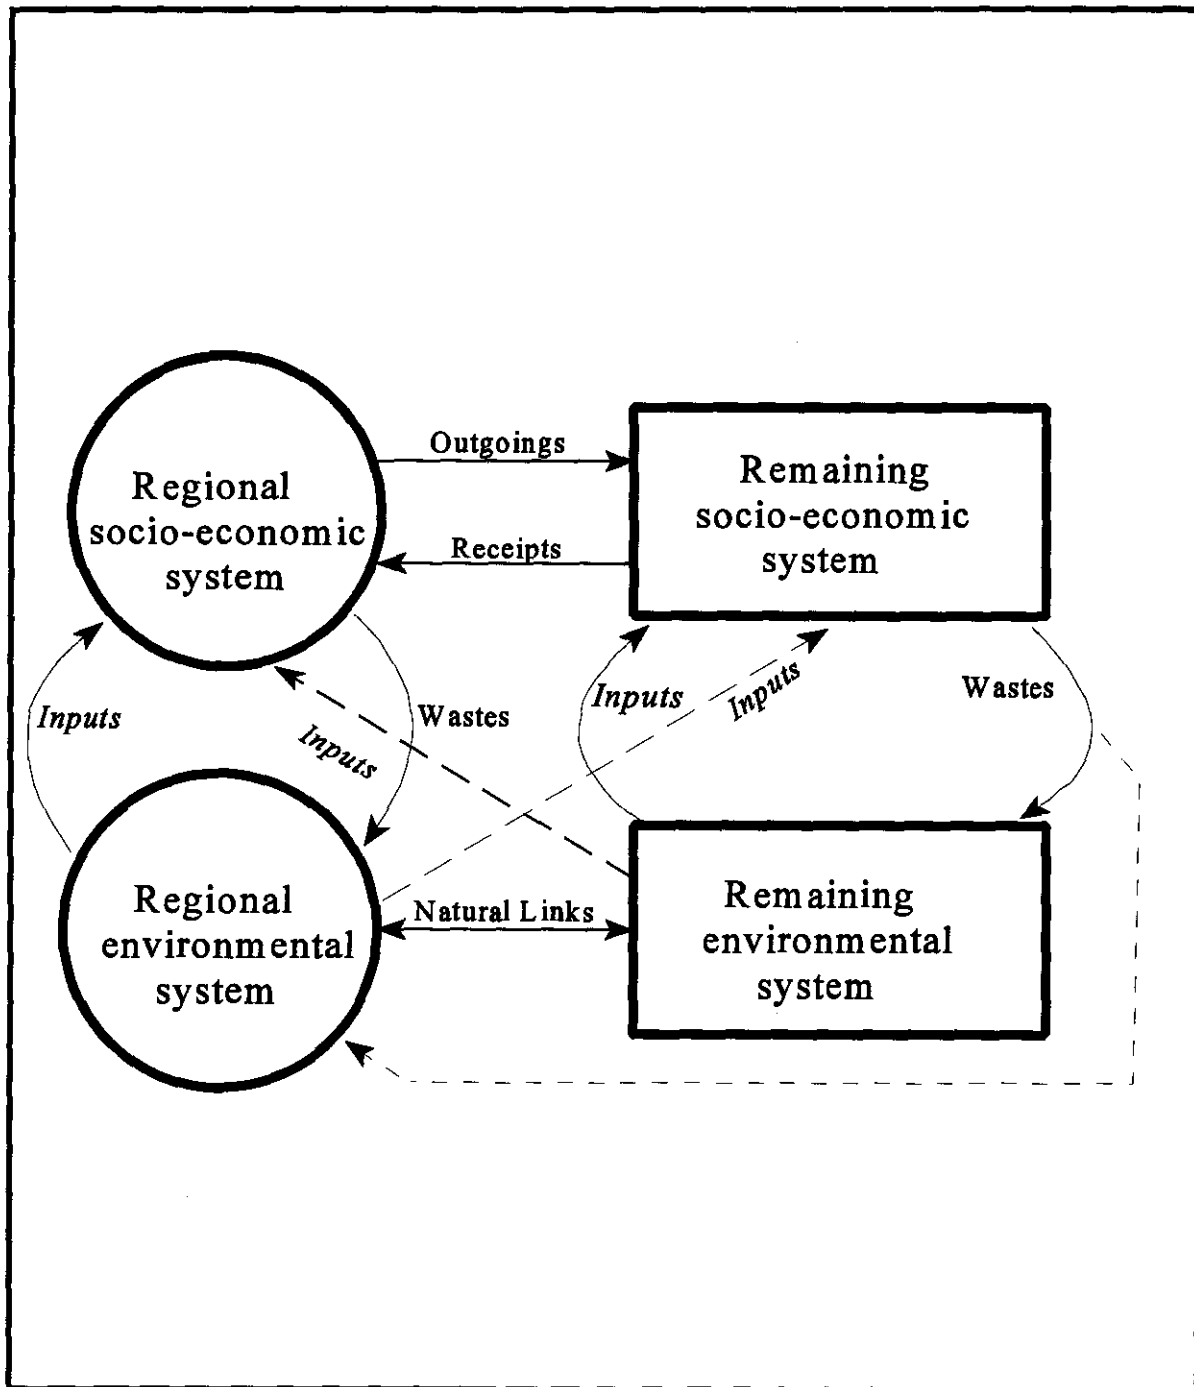 Outgoings
Regional
socio-economic
system
Remaining
socio-economic
system
Receipts
Inputs
Wastes
Inputs
Inputs
Inputs
Wastes
Regional
environmental
system
Natural Links
Remaining
environmental
system